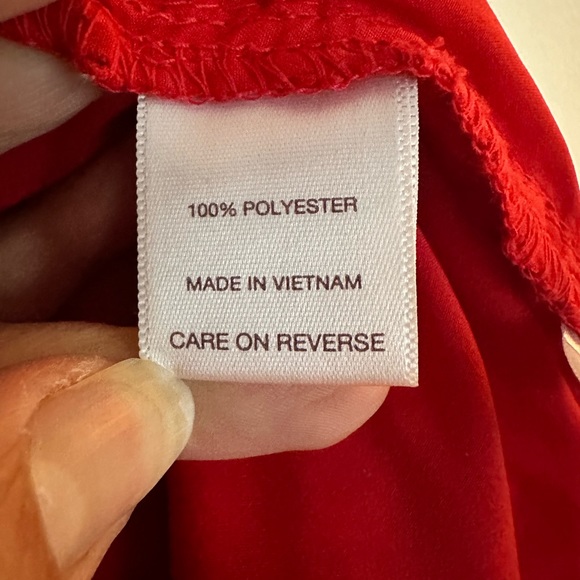 100% POLYESTER
MADE IN VIETNAM
CARE ON REVERSE